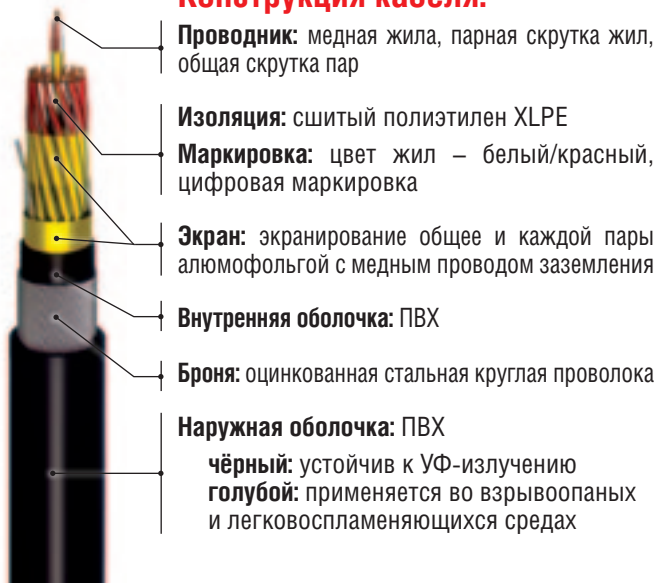 Конструкция кабеля:
Проводник: медная жила, парная скрутка жил,
общая скрутка пар
Изоляция: сшитый полиэтилен XLPE
Маркировка: цвет жил – белый/красный,
цифровая маркировка
Экран: экранирование общее и каждой пары
алюмофольгой с медным проводом заземления
Внутренняя оболочка: ПВХ
Броня: оцинкованная стальная круглая проволока
Наружная оболочка: ПВХ
чёрный: устойчив к УФ-излучению
голубой: применяется во взрывоопаных
и легковоспламеняющихся средах